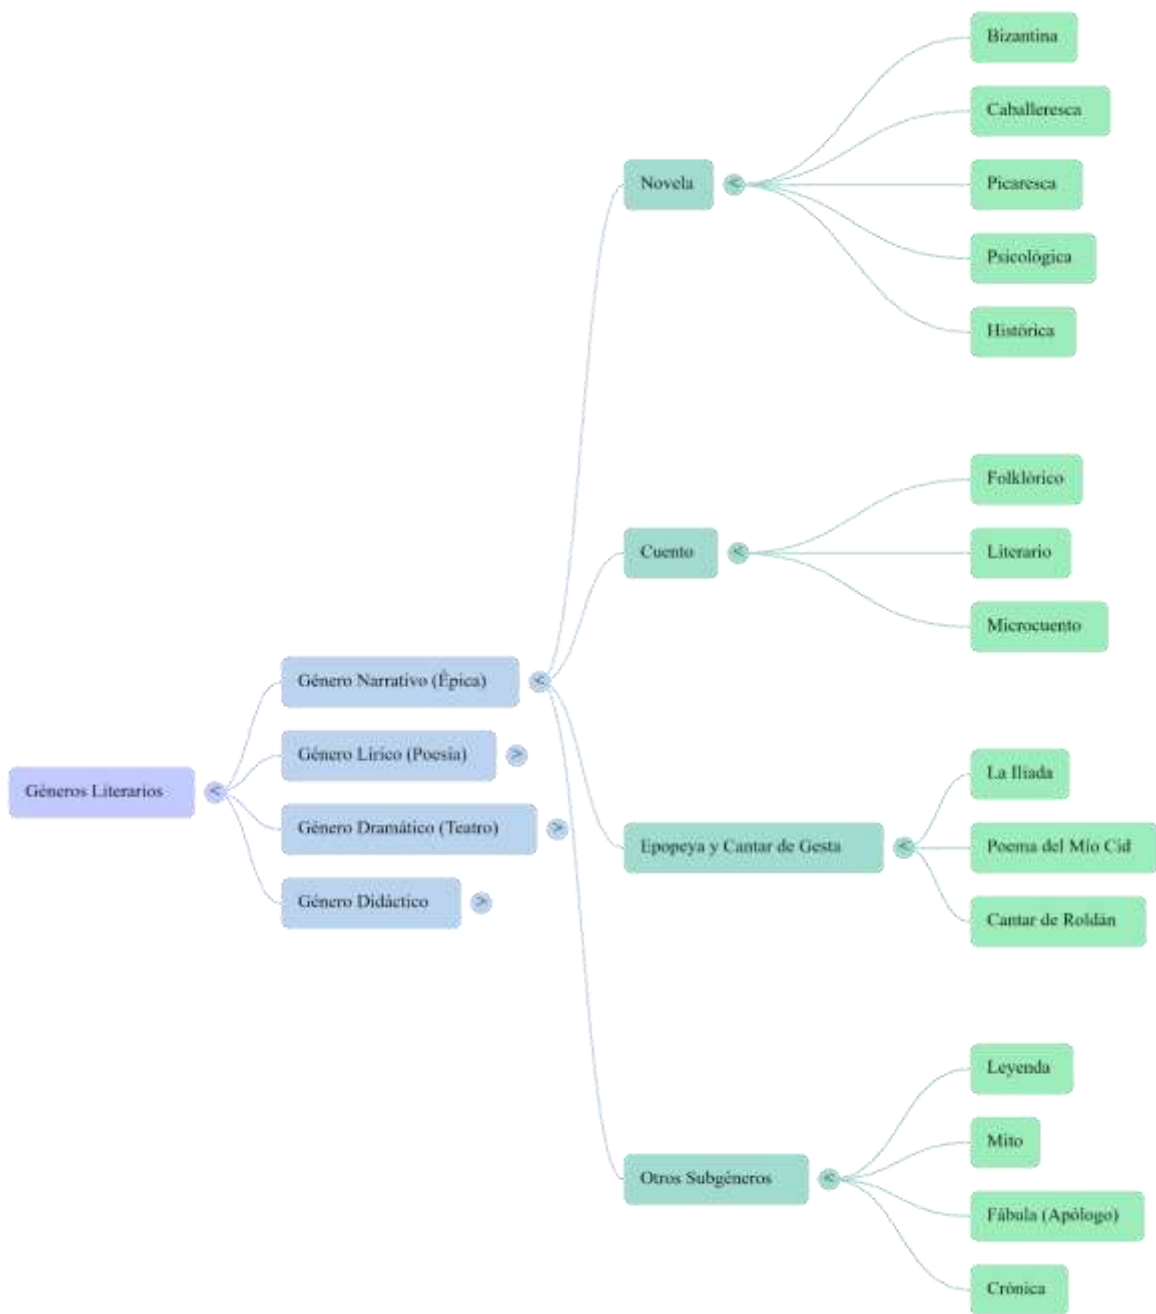 Géneros Literarios
Género Narrativo (Épica)
Género Lírico (Poesía)
Género Dramático (Teatro)
Género Didáctico
Novela
Bizantina
Caballeresca
Picaresca
Psicológica
Histórica
Cuento
Folklórico
Literario
Microcuento
Epopeya y Cantar de Gesta
La Ilíada
Poema del Mío Cid
Cantar de Roldán
Otros Subgéneros
Leyenda
Mito
Fábula (Apólogo)
Crónica